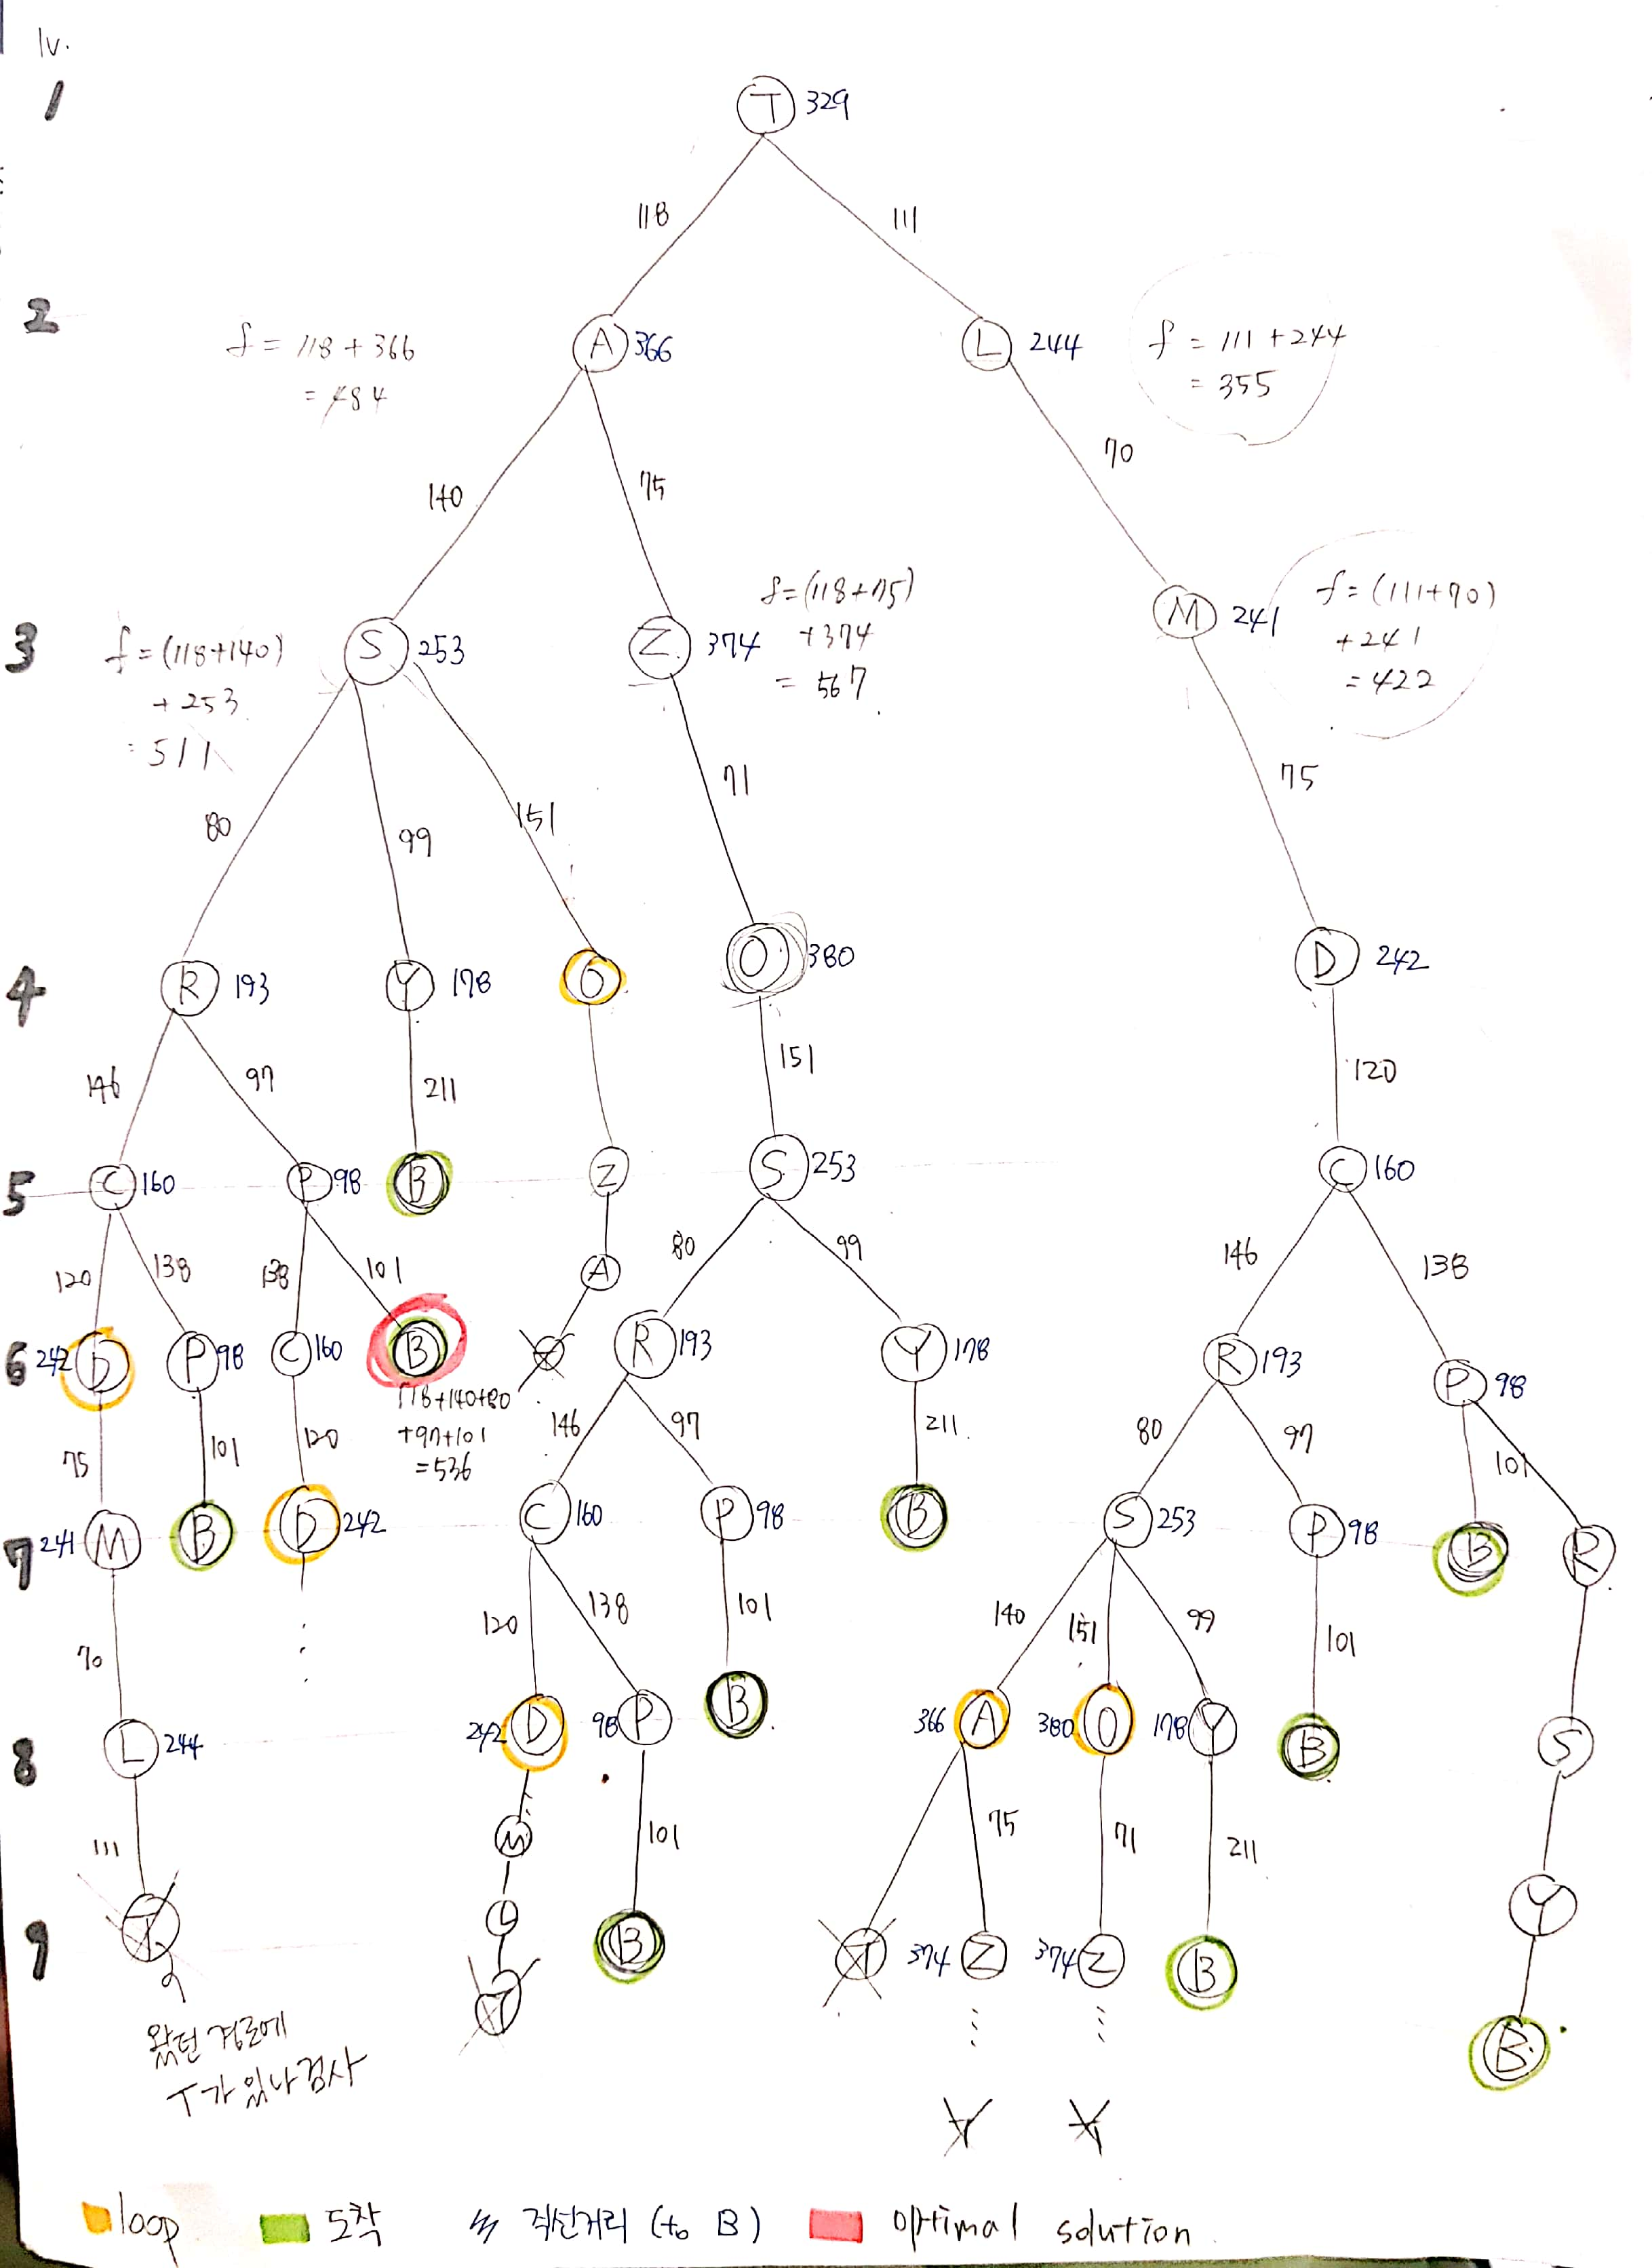 lv.
1
T 329
118 111
2
f = 118 + 366
= 484
A 366
L 244
f = 111 + 244
= 355
140 75 70
3
f = (118+140)
+ 253
= 511
S 253
Z 374
f = (118+75)
+374
= 567
M 241
f = (111+70)
+241
= 422
80 99 151 71 75
4
R 193
Y 178
O
O 380
D 242
146 97 211 151 120
5
C 160
P 98
B
Z
S 253
C 160
120 138 138 101
A
80 99 146 138
6
242 D
P 98
C 160
B
T
R 193
Y 178
R 193
P 98
118+140+80
+97+101
=536
75 101 120 146 97 211 80 97 101
7
241 M
B
D 242
C 160
P 98
B
S 253
P 98
B
R
70 120 138 101 140 151 99 101
8
L 244
242 D
98 P
B
366 A
380 O
178 Y
B
S
111
M
101 75 71 211
L
9
T
T
B
T
374 Z
374 Z
B
Y
B
왔던 경로에
T가 있나 검사
loop 도착 직선거리 (to B) optimal solution